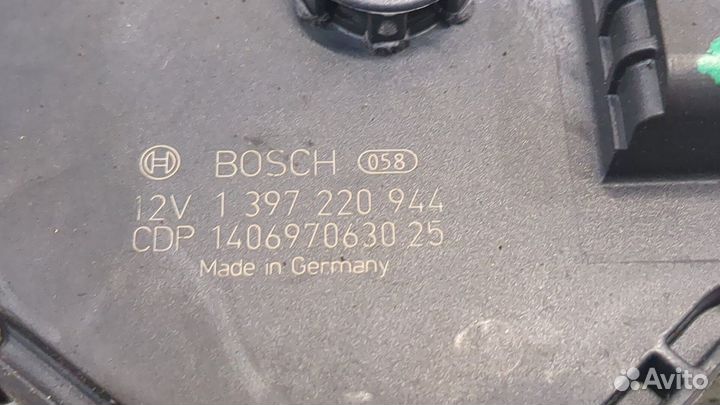 BOSCH 058
12V 1 397 220 944
CDP 1406970630 25
Made in Germany
Avito